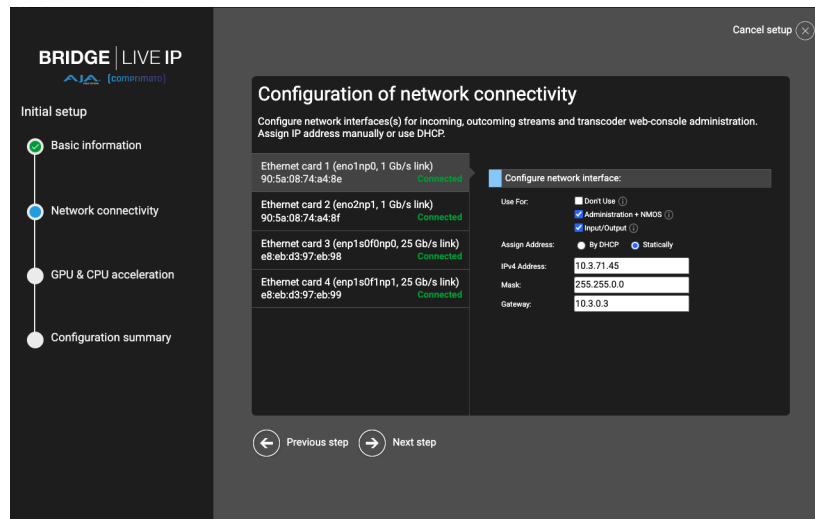 Cancel setup
BRIDGE LIVE IP
AJA (comprimato)
Initial setup
Basic information
Network connectivity
GPU & CPU acceleration
Configuration summary
Configuration of network connectivity
Configure network interfaces(s) for incoming, outcoming streams and transcoder web-console administration.
Assign IP address manually or use DHCP.
Ethernet card 1 (eno1np0, 1 Gb/s link)
90:5a:08:74:a4:8e Connected
Ethernet card 2 (eno2np1, 1 Gb/s link)
90:5a:08:74:a4:8f Connected
Ethernet card 3 (enp1s0f0np0, 25 Gb/s link)
e8:eb:d3:97:eb:98 Connected
Ethernet card 4 (enp1s0f1np1, 25 Gb/s link)
e8:eb:d3:97:eb:99 Connected
Configure network interface:
Use For: Don't Use
Administration + NMOS
Input/Output
Assign Address: By DHCP Statically
IPv4 Address: 10.3.71.45
Mask: 255.255.0.0
Gateway: 10.3.0.3
Previous step Next step